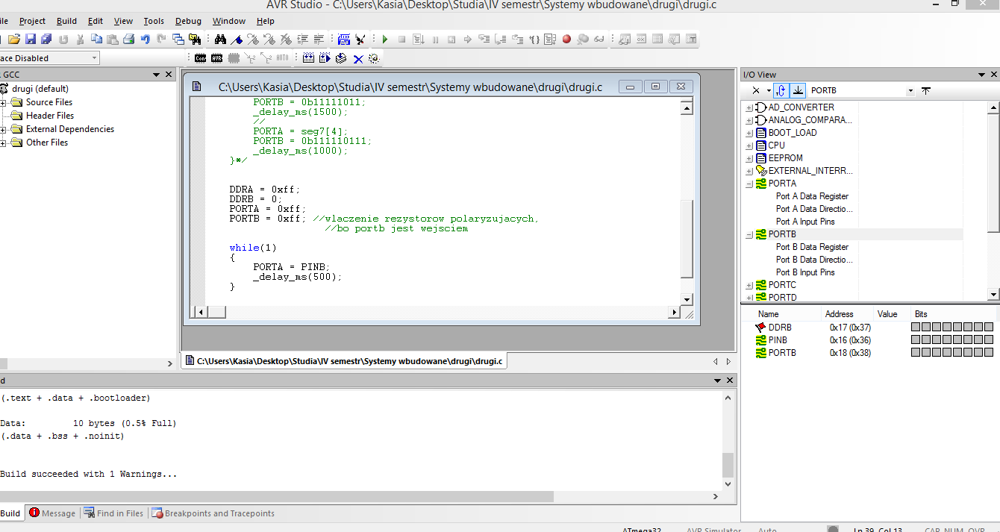 AVR Studio - C:\Users\Kasia\Desktop\Studia\IV semestr\Systemy wbudowane\drugi\drugi.c
ile Project Build Edit View Tools Debug Window Help
Con AVR AUTO
ace Disabled
GCC
drugi (default)
Source Files
Header Files
External Dependencies
Other Files
C:\Users\Kasia\Desktop\Studia\IV semestr\Systemy wbudowane\drugi\drugi.c
PORTB = 0b11111011;
_delay_ms(1500);
//
PORTA = seg7[4];
PORTB = 0b111110111;
_delay_ms(1000);
}*/
DDRA = 0xff;
DDRB = 0;
PORTA = 0xff;
PORTB = 0xff; //wlaczenie rezystorow polaryzujacych,
//bo portb jest wejsciem
while(1)
{
PORTA = PINB;
_delay_ms(500);
}
C:\Users\Kasia\Desktop\Studia\IV semestr\Systemy wbudowane\drugi\drugi.c
I/O View
PORTB
AD_CONVERTER
ANALOG_COMPARA...
BOOT_LOAD
CPU
EEPROM
EXTERNAL_INTERR...
PORTA
Port A Data Register
Port A Data Directio...
Port A Input Pins
PORTB
Port B Data Register
Port B Data Directio...
Port B Input Pins
PORTC
PORTD
Name Address Value Bits
DDRB 0x17 (0x37)
PINB 0x16 (0x36)
PORTB 0x18 (0x38)
d
(.text + .data + .bootloader)
Data: 10 bytes (0.5% Full)
(.data + .bss + .noinit)
Build succeeded with 1 Warnings...
Build Message Find in Files Breakpoints and Tracepoints
ATmega32 AVR Simulator Auto Ln 39, Col 13 CAP NUM OVR